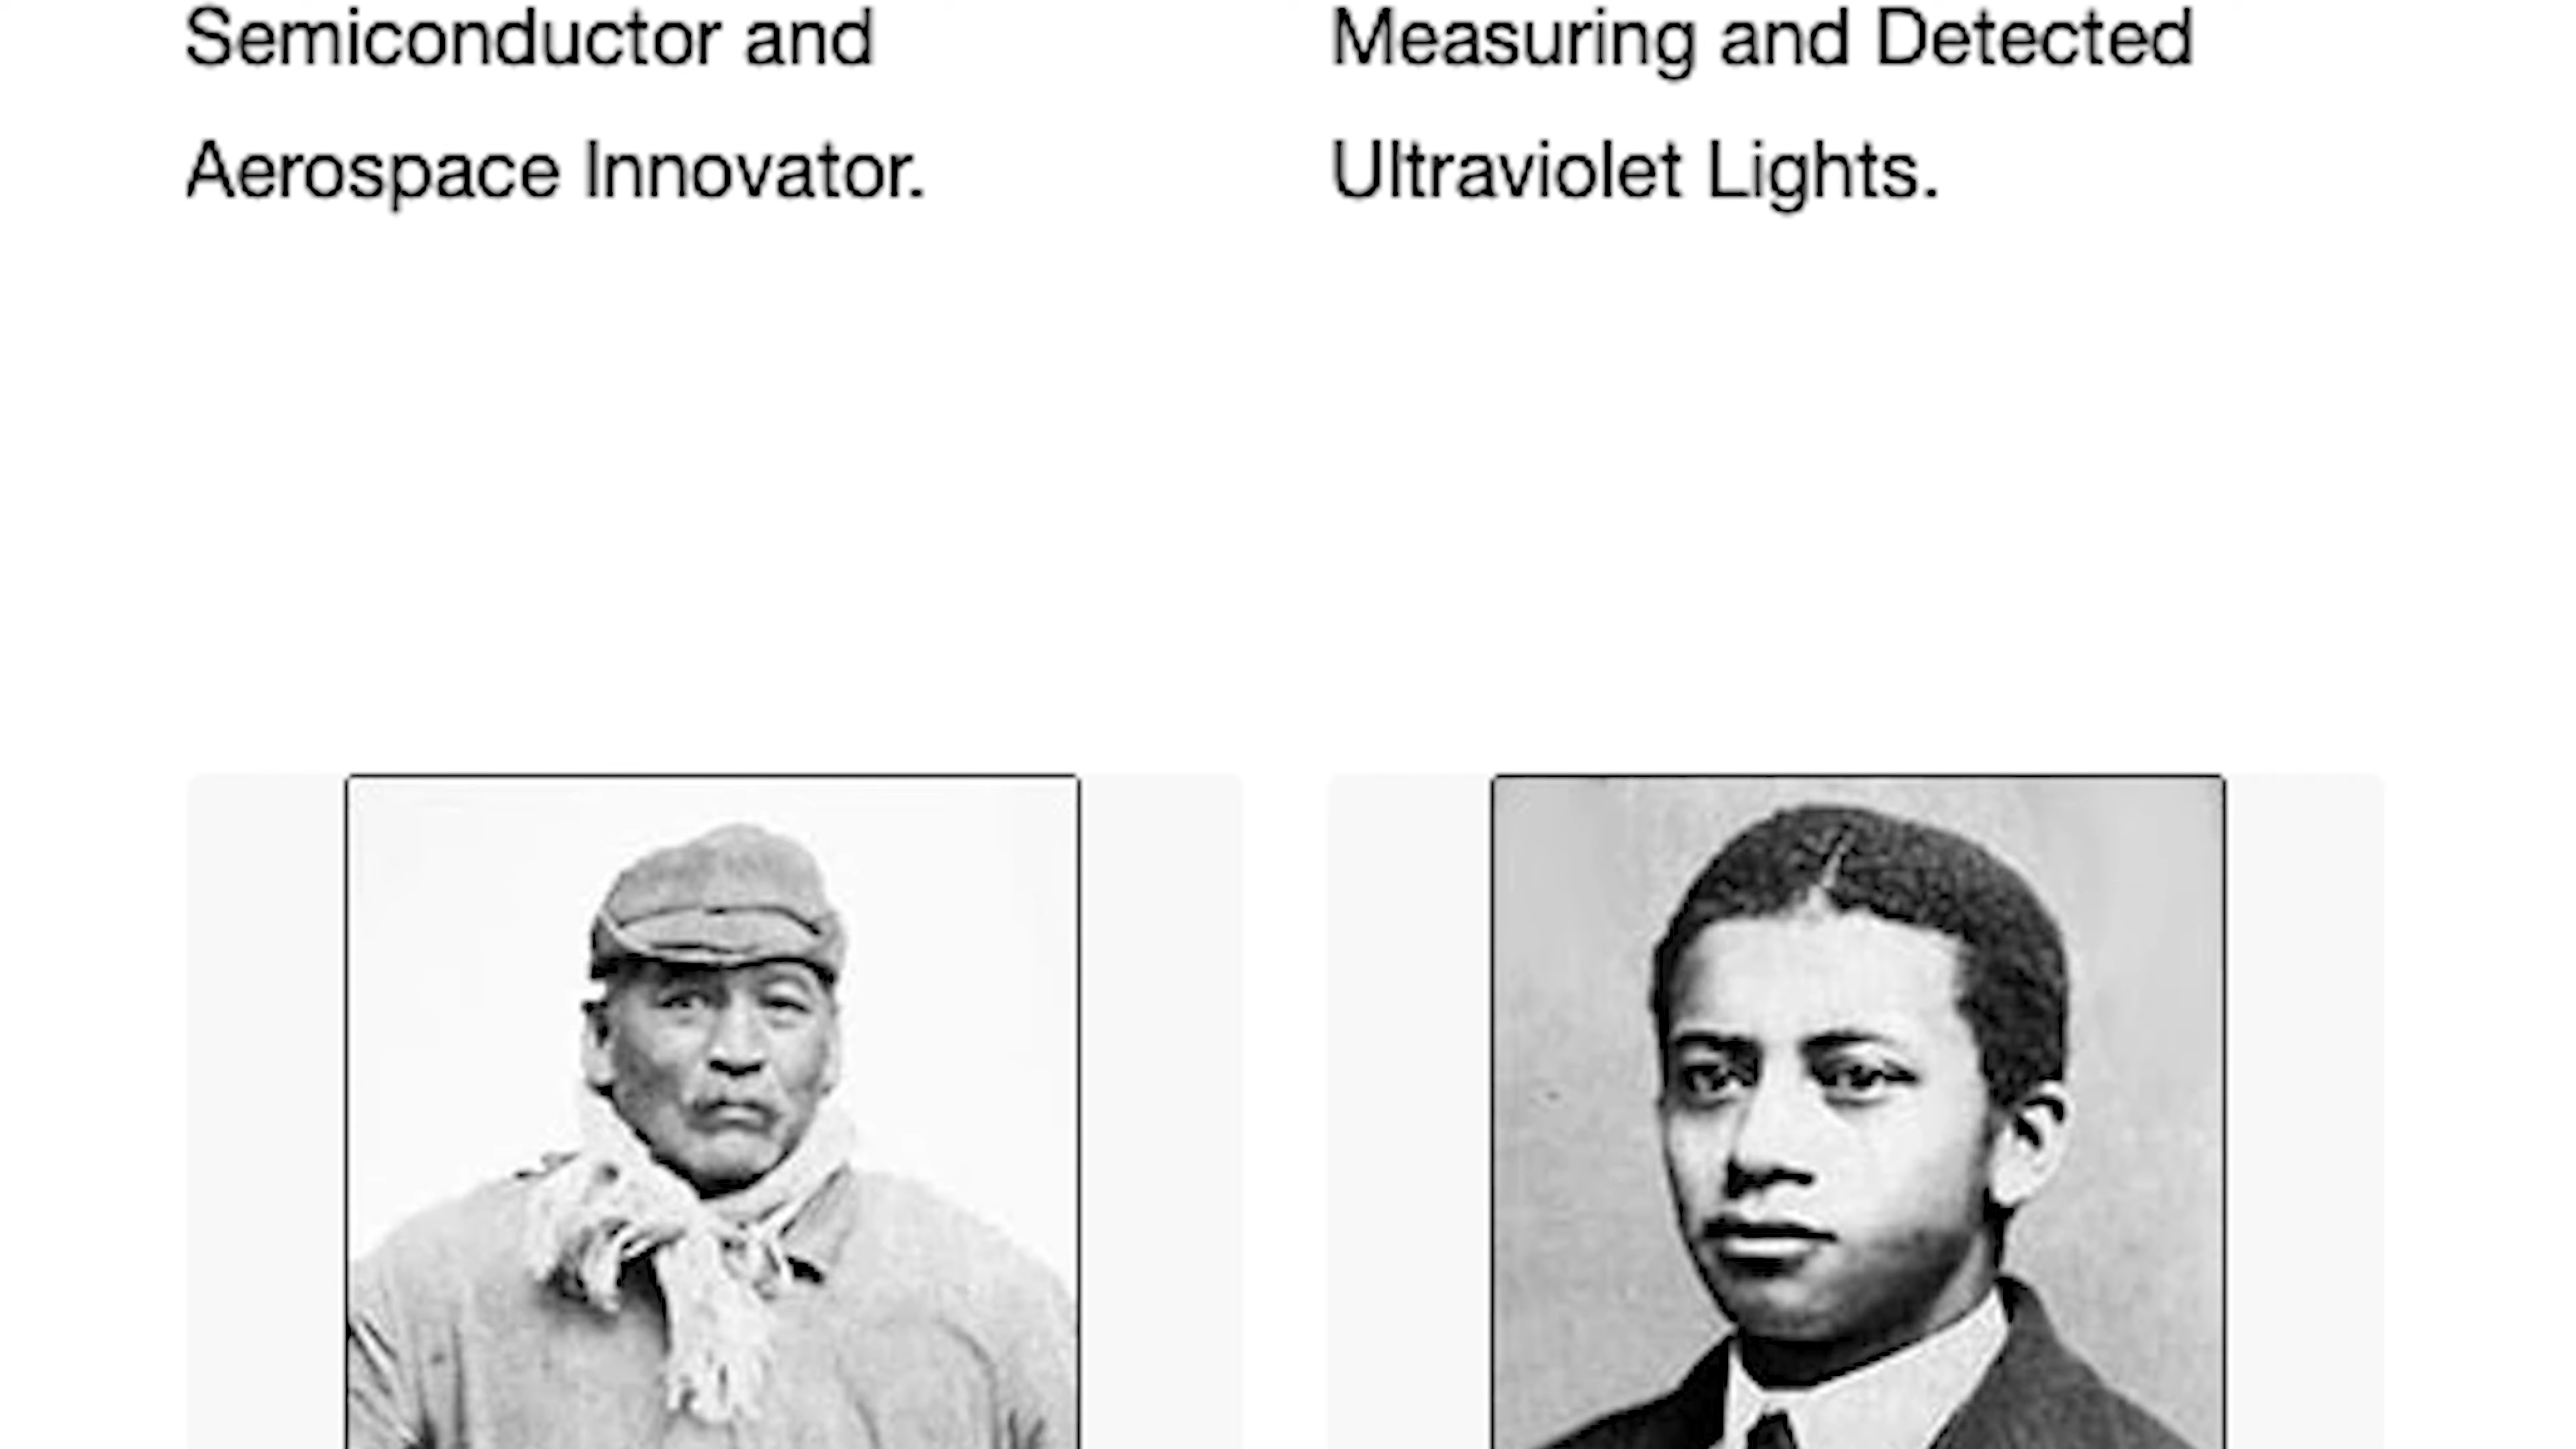 Semiconductor and
Aerospace Innovator.
Measuring and Detected
Ultraviolet Lights.